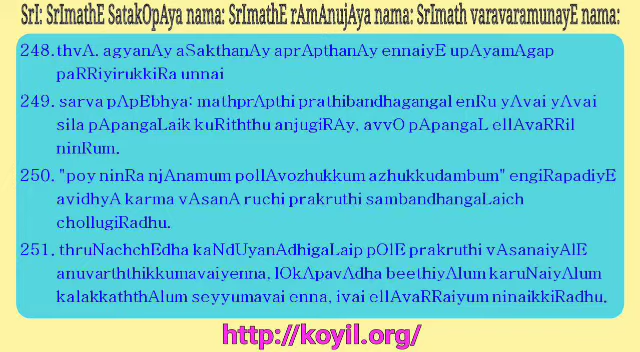 SrI: SrImathE SatakOpAya nama: SrImathE rAmAnujAya nama: SrImath varavaramunayE nama:
248.thvA. agyanAy aSakthanAy aprApthanAy ennaiyE upAyamAgap
paRRiyirukkiRa unnai
249. sarva pApEbhya: mathprApthi prathibandhagangal enRu yAvai yAvai
sila pApangaLaik kuRiththu anjugiRAy, avvO pApangaL ellAvaRRil
ninRum.
250. "poy ninRa njAnamum pollAvozhukkum azhukkudambum" engiRapadiyE
avidhyA karma vAsanA ruchi prakruthi sambandhangaLaich
chollugiRadhu.
251. thruNachchEdha kaNdUyanAdhigaLaip pOlE prakruthi vAsanaiyAlE
anuvarththikkumavaiyenna, lOkApavAdha beethiyAlum karuNaiyAlum
kalakkaththAlum seyyumavai enna, ivai ellAvaRRaiyum ninaikkiRadhu.
http://koyil.org/